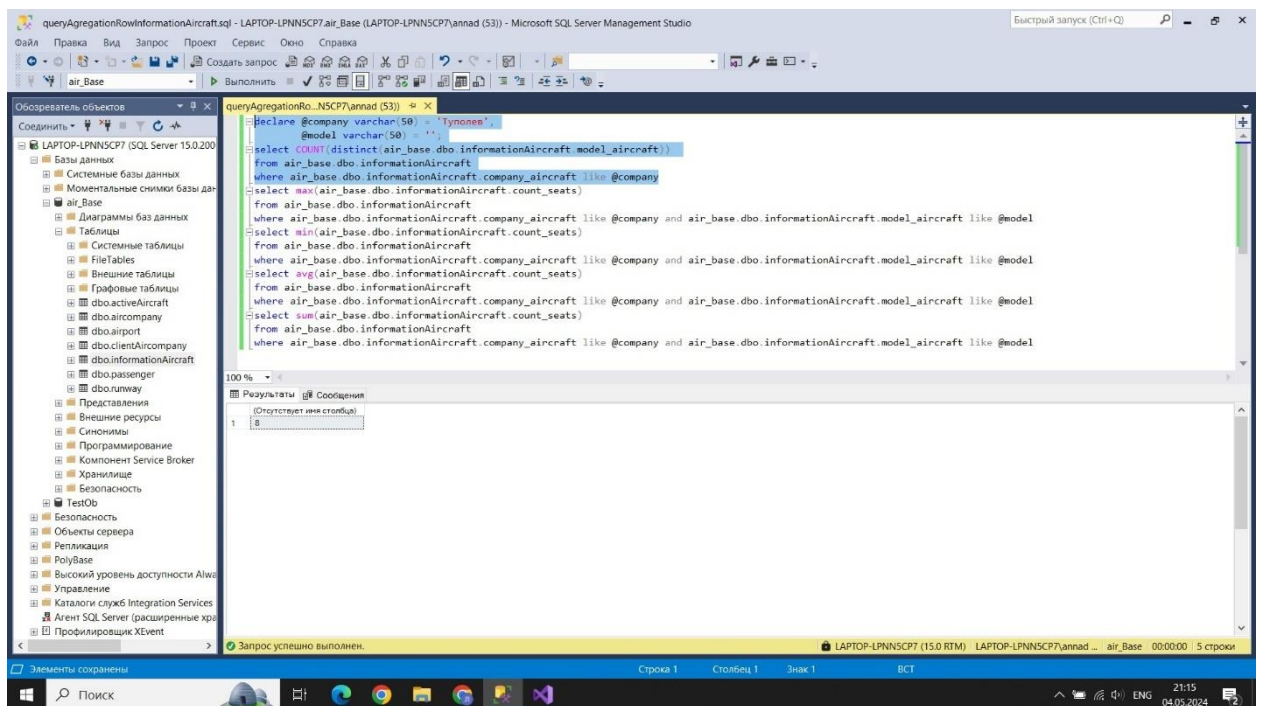 queryAgregationRowInformationAircraft.sql - LAPTOP-LPNN5CP7.air_Base (LAPTOP-LPNN5CP7\annad (53)) - Microsoft SQL Server Management Studio
Быстрый запуск (Ctrl+Q)
Файл Правка Вид Запрос Проект Сервис Окно Справка
Создать запрос
air_Base
Выполнить
Обозреватель объектов
queryAgregationRo...N5CP7\annad (53))
Соединить
LAPTOP-LPNN5CP7 (SQL Server 15.0.200
Базы данных
Системные базы данных
Моментальные снимки базы дан
air_Base
Диаграммы баз данных
Таблицы
Системные таблицы
FileTables
Внешние таблицы
Графовые таблицы
dbo.activeAircraft
dbo.aircompany
dbo.airport
dbo.clientAircompany
dbo.informationAircraft
dbo.passenger
dbo.runway
Представления
Внешние ресурсы
Синонимы
Программирование
Компонент Service Broker
Хранилище
Безопасность
TestOb
Безопасность
Объекты сервера
Репликация
PolyBase
Высокий уровень доступности Alwa
Управление
Каталоги служб Integration Services
Агент SQL Server (расширенные хра
Профилировщик XEvent
declare @company varchar(50) = 'Туполев',
@model varchar(50) = '';
select COUNT(distinct(air_base.dbo.informationAircraft.model_aircraft))
from air_base.dbo.informationAircraft
where air_base.dbo.informationAircraft.company_aircraft like @company
select max(air_base.dbo.informationAircraft.count_seats)
from air_base.dbo.informationAircraft
where air_base.dbo.informationAircraft.company_aircraft like @company and air_base.dbo.informationAircraft.model_aircraft like @model
select min(air_base.dbo.informationAircraft.count_seats)
from air_base.dbo.informationAircraft
where air_base.dbo.informationAircraft.company_aircraft like @company and air_base.dbo.informationAircraft.model_aircraft like @model
select avg(air_base.dbo.informationAircraft.count_seats)
from air_base.dbo.informationAircraft
where air_base.dbo.informationAircraft.company_aircraft like @company and air_base.dbo.informationAircraft.model_aircraft like @model
select sum(air_base.dbo.informationAircraft.count_seats)
from air_base.dbo.informationAircraft
where air_base.dbo.informationAircraft.company_aircraft like @company and air_base.dbo.informationAircraft.model_aircraft like @model
100 %
Результаты Сообщения
(Отсутствует имя столбца)
1 8
Запрос успешно выполнен.
LAPTOP-LPNN5CP7 (15.0 RTM) LAPTOP-LPNN5CP7\annad ... air_Base 00:00:00 5 строки
Элементы сохранены
Строка 1 Столбец 1 Знак 1 ВСТ
Поиск
ENG
21:15
04.05.2024
2